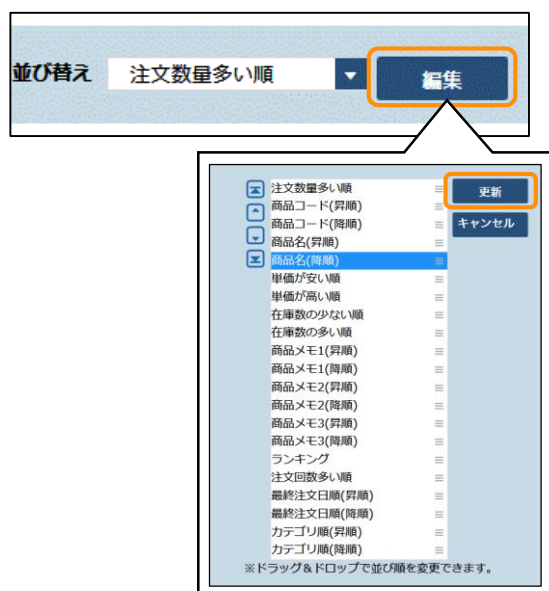 並び替え 注文数量多い順 編集
注文数量多い順 更新
商品コード(昇順)
商品コード(降順) キャンセル
商品名(昇順)
商品名(降順)
単価が安い順
単価が高い順
在庫数の少ない順
在庫数の多い順
商品メモ1(昇順)
商品メモ1(降順)
商品メモ2(昇順)
商品メモ2(降順)
商品メモ3(昇順)
商品メモ3(降順)
ランキング
注文回数多い順
最終注文日順(昇順)
最終注文日順(降順)
カテゴリ順(昇順)
カテゴリ順(降順)
※ドラッグ&ドロップで並び順を変更できます。